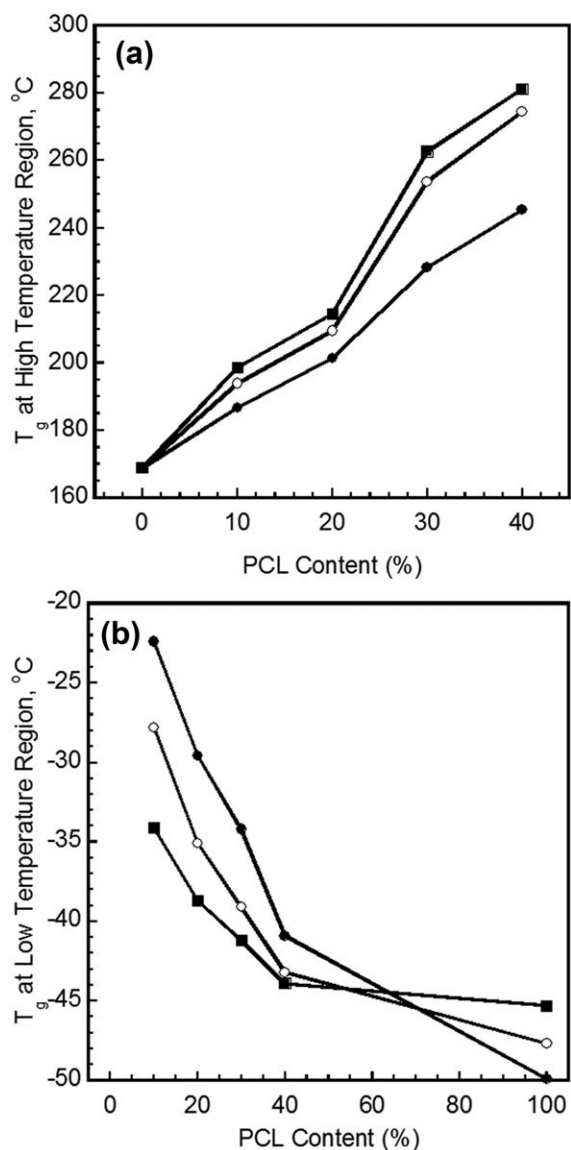 (a)
300
280
260
240
220
200
180
160
T_g at High Temperature Region, °C
0 10 20 30 40
PCL Content (%)
(b)
-20
-25
-30
-35
-40
-45
-50
T_g at Low Temperature Region, °C
0 20 40 60 80 100
PCL Content (%)